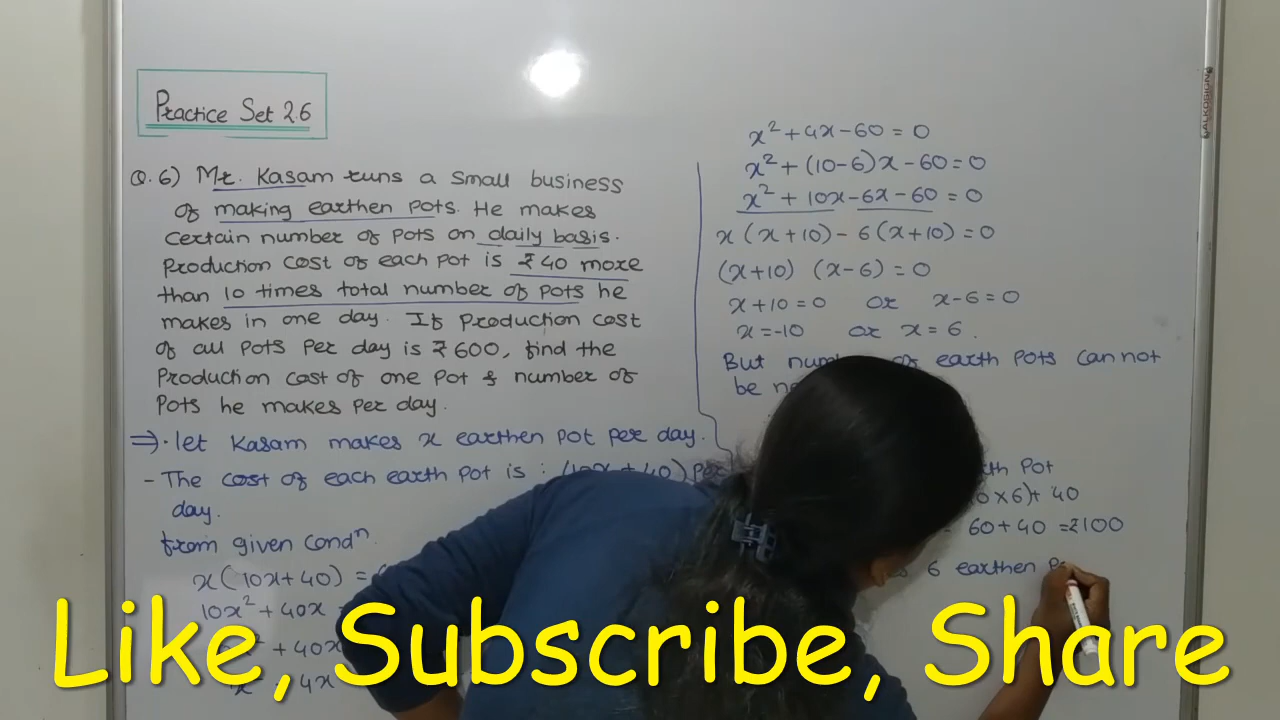 Practice Set 2.6
Q. 6) Mr. Kasam runs a small business
of making earthen pots. He makes
certain number of pots on daily basis.
Production cost of each pot is ₹40 more
than 10 times total number of pots he
makes in one day. If production cost
of all pots per day is ₹600, find the
Production cost of one pot & number of
pots he makes per day.
⇒ · let Kasam makes x earthen pot per day.
- The cost of each earth pot is : (10x + 40) per
day.
from given condⁿ.
x(10x+40) =
10x² + 40x
+ 40x
+ 4x
x² + 4x - 60 = 0
x² + (10-6)x - 60 = 0
x² + 10x - 6x - 60 = 0
x (x+10) - 6(x+10) = 0
(x+10) (x-6) = 0
x+10 = 0 or x-6 = 0
x = -10 or x = 6.
But of earth pots can not
be
Pot
x 6) + 40
60 + 40 = ₹100
6 earthen
Like, Subscribe, Share
ALKOSIGN